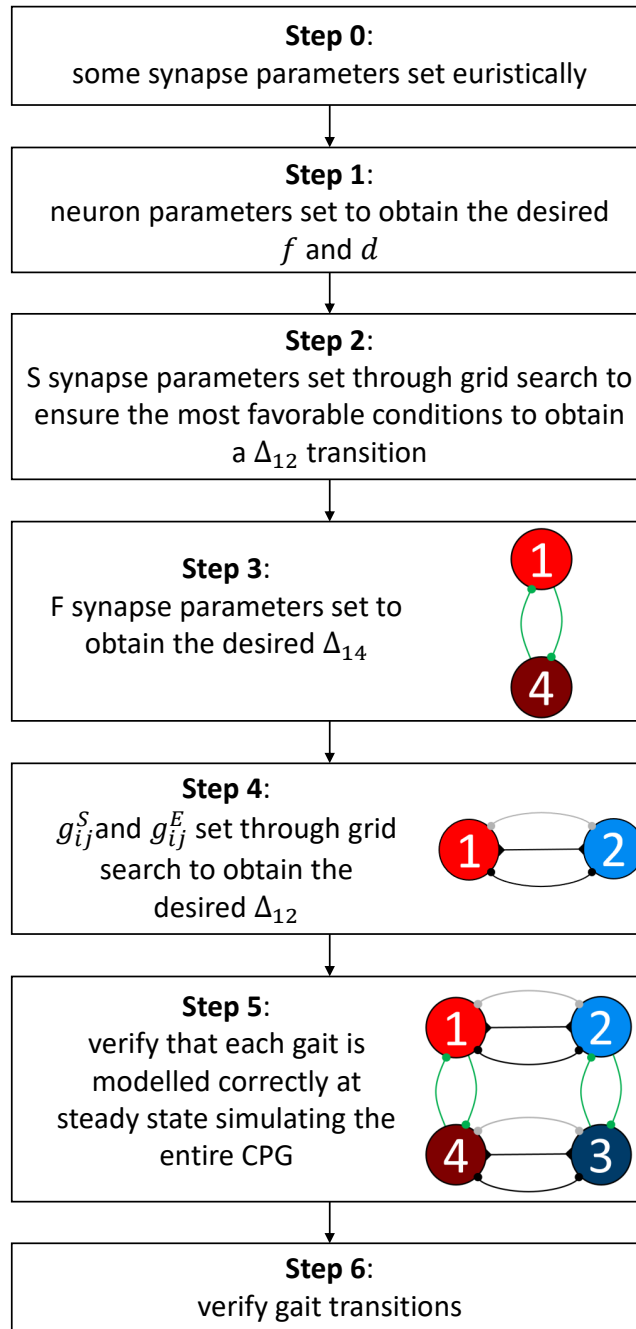 Step 0:
some synapse parameters set euristically
Step 1:
neuron parameters set to obtain the desired
f and d
Step 2:
S synapse parameters set through grid search to
ensure the most favorable conditions to obtain
a Δ₁₂ transition
Step 3:
F synapse parameters set to
obtain the desired Δ₁₄
1
4
Step 4:
g_{ij}^{S} and g_{ij}^{E} set through grid
search to obtain the
desired Δ₁₂
1 2
Step 5:
verify that each gait is
modelled correctly at
steady state simulating the
entire CPG
1 2
4 3
Step 6:
verify gait transitions